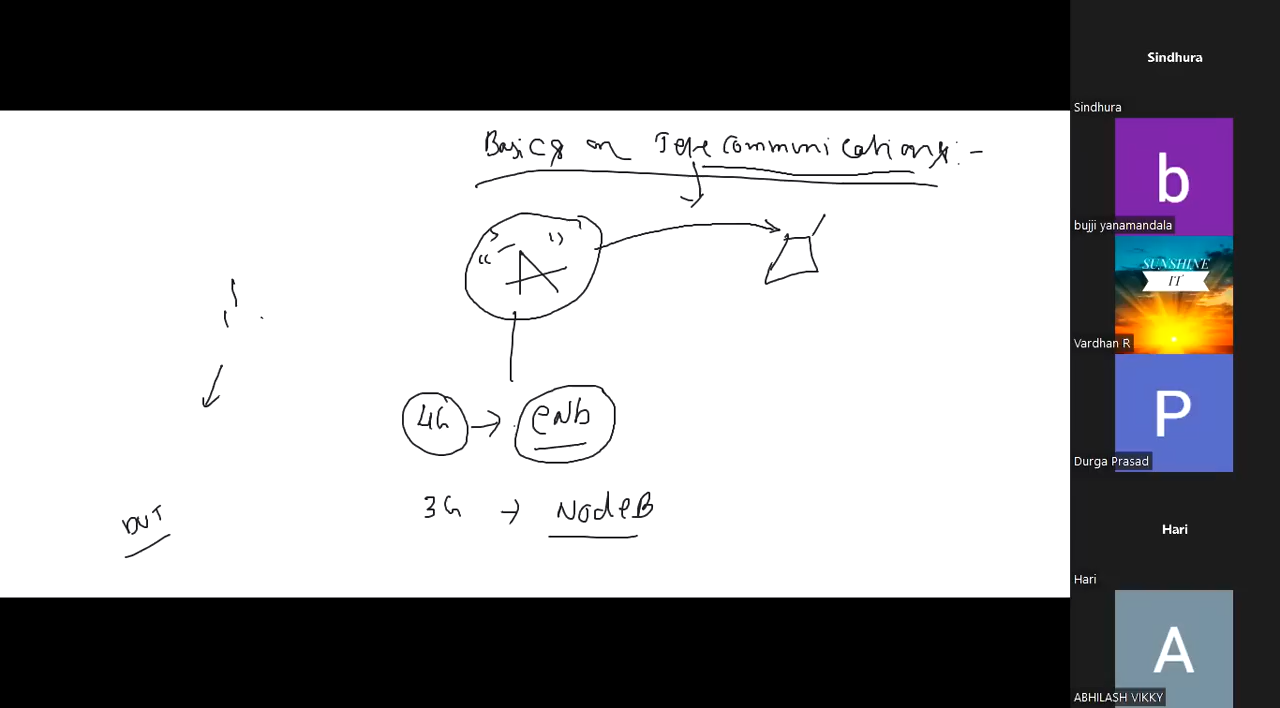 Sindhura
Sindhura
Basics on Telecommunications :-
b
bujji yanamandala
SUNSHINE
IT
Vardhan R
4G → eNb
P
Durga Prasad
3G → NodeB
DUT
Hari
Hari
A
ABHILASH VIKKY